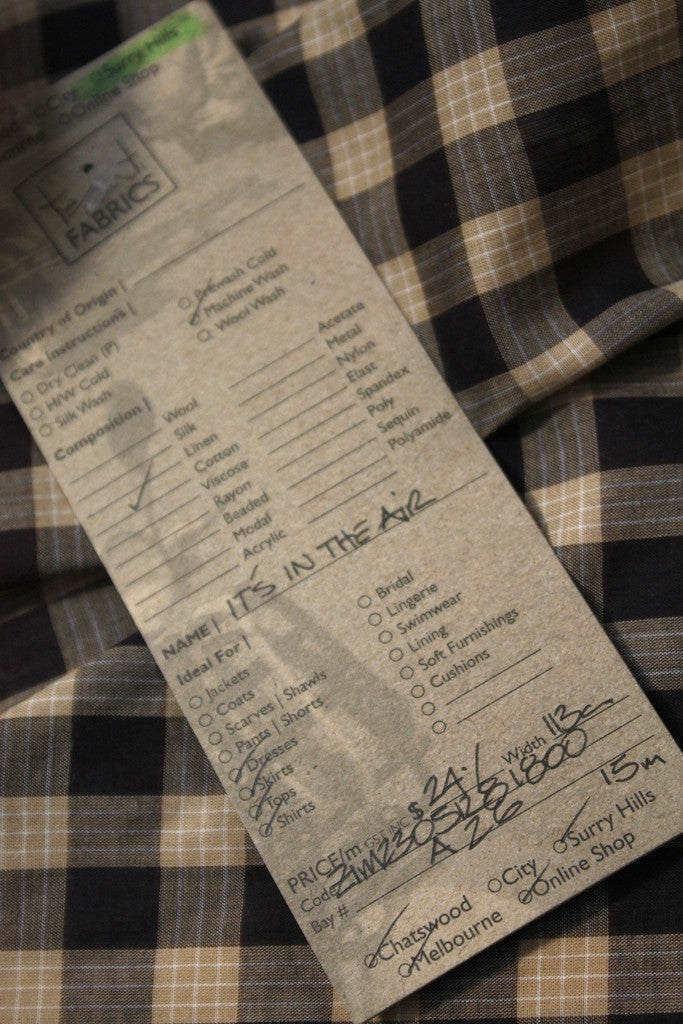 City Surry Hills
Online Shop
FABRICS
Country of Origin |
Care Instructions |
Dry Clean (P)
H/W Cold
Silk Wash
Prewash Cold
Machine Wash
Wool Wash
Composition |
Wool
Silk
Linen
Cotton
Viscose
Rayon
Beaded
Modal
Acrylic
Acetate
Metal
Nylon
Elast
Spandex
Poly
Sequin
Polyamide
NAME | IT'S IN THE AIR
Ideal For |
Jackets
Coats
Scarves | Shawls
Pants | Shorts
Dresses
Skirts
Tops
Shirts
Bridal
Lingerie
Swimwear
Lining
Soft Furnishings
Cushions
PRICE/m GST INC $ 24.- Width 113c
Code
Bay # A 26 15m
Chatswood City Surry Hills
Melbourne Online Shop